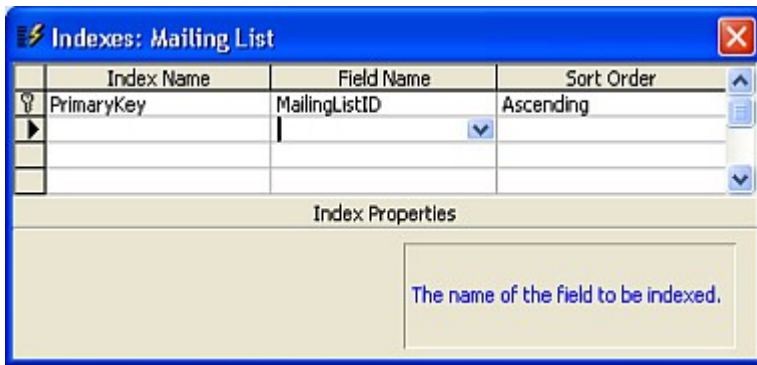 Indexes: Mailing List
Index Name Field Name Sort Order
PrimaryKey MailingListID Ascending
Index Properties
The name of the field to be indexed.